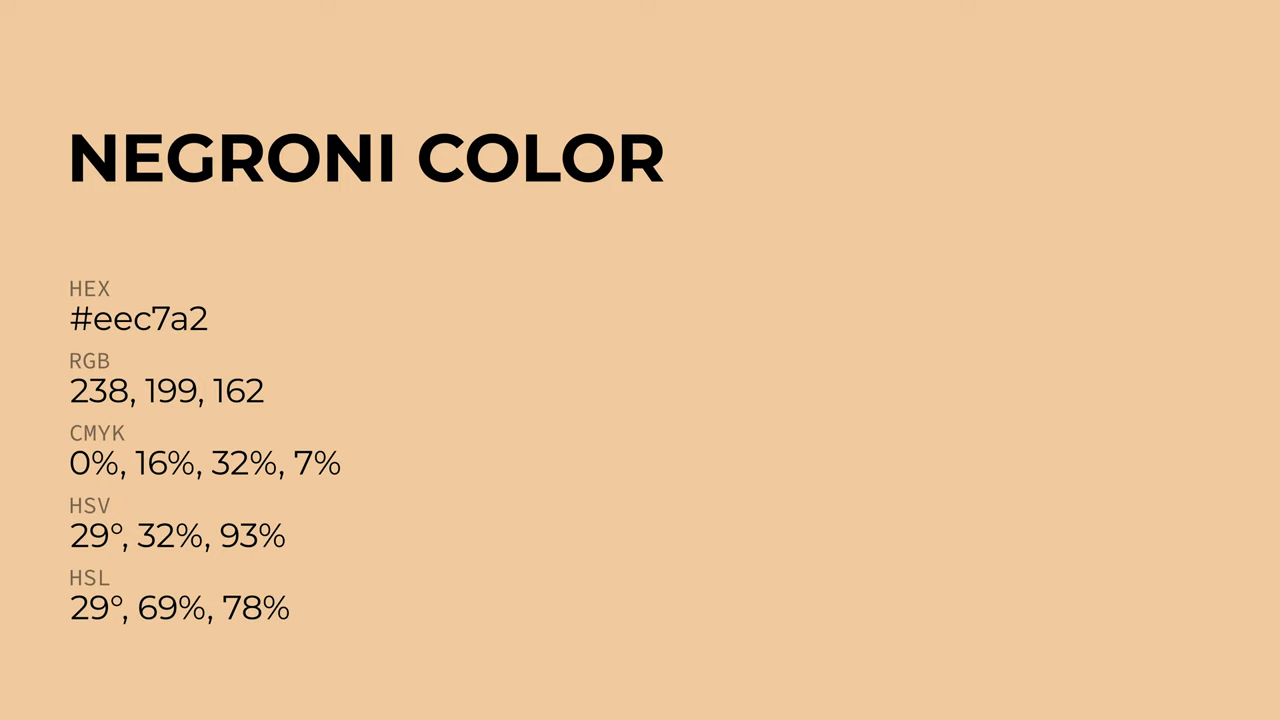 NEGRONI COLOR
HEX
#eec7a2
RGB
238, 199, 162
CMYK
0%, 16%, 32%, 7%
HSV
29°, 32%, 93%
HSL
29°, 69%, 78%